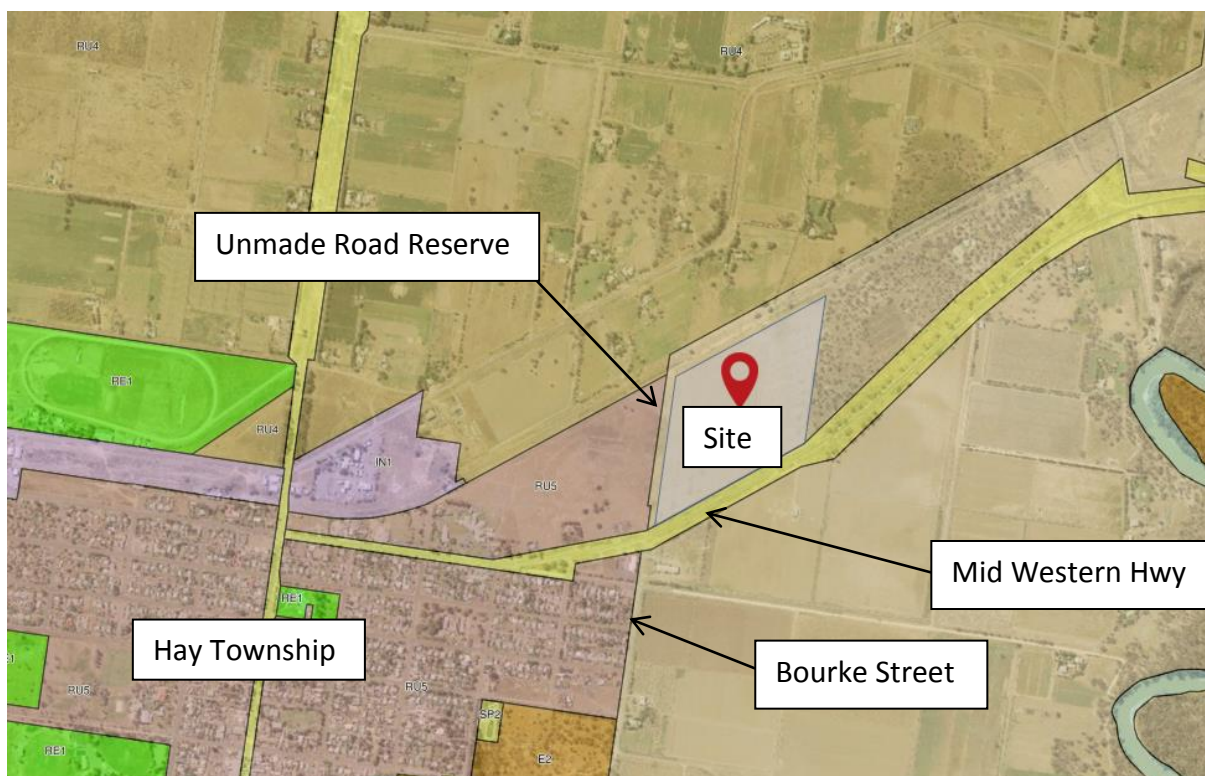 RU4
RU4
Unmade Road Reserve
RE1
RU4
Site
IN1
RU5
Mid Western Hwy
RE1
Hay Township
Bourke Street
RU5
RU5
SP2
RE1
E2